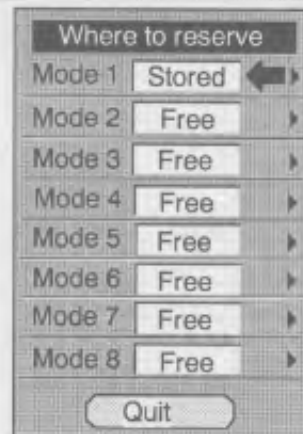 Where to reserve
Mode 1 Stored
Mode 2 Free
Mode 3 Free
Mode 4 Free
Mode 5 Free
Mode 6 Free
Mode 7 Free
Mode 8 Free
Quit